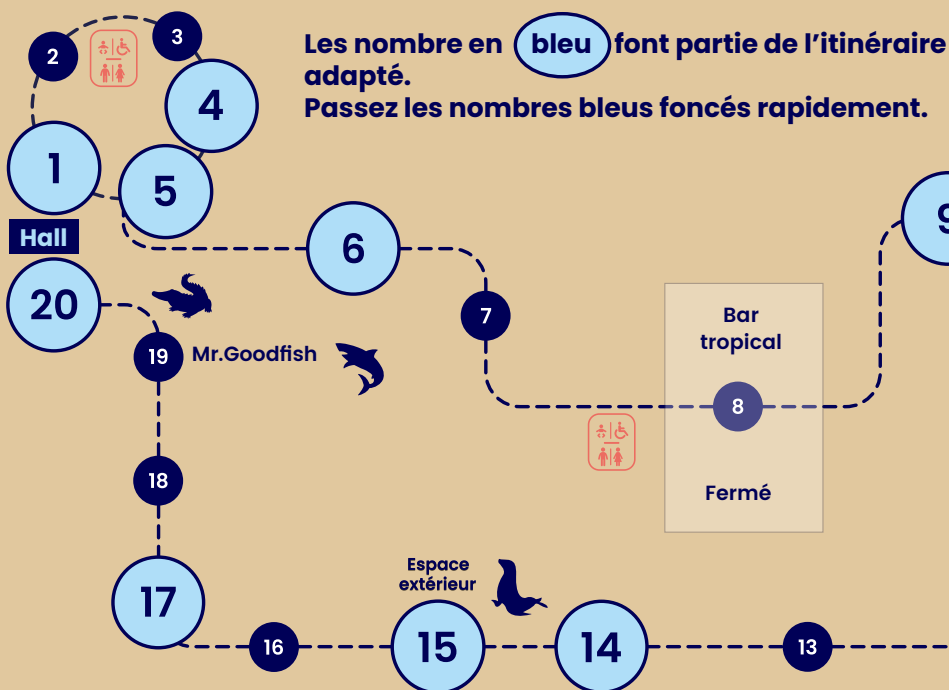 Les nombre en bleu font partie de l’itinéraire
adapté.
Passez les nombres bleus foncés rapidement.
2
3
4
1
5
Hall
6
20
7
9
19
Mr.Goodfish
Bar
tropical
8
Fermé
18
17
Espace
extérieur
16
15
14
13